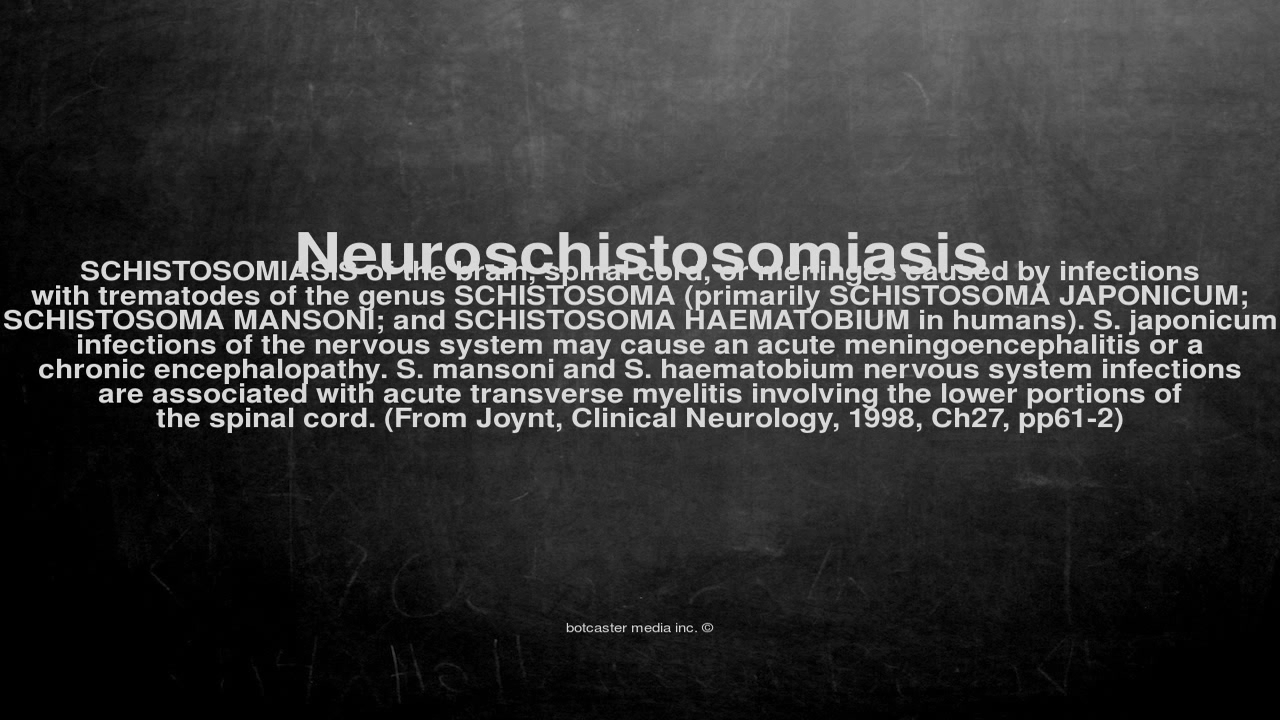 Neuroschistosomiasis
SCHISTOSOMIASIS of the brain, spinal cord, or meninges caused by infections
with trematodes of the genus SCHISTOSOMA (primarily SCHISTOSOMA JAPONICUM;
SCHISTOSOMA MANSONI; and SCHISTOSOMA HAEMATOBIUM in humans). S. japonicum
infections of the nervous system may cause an acute meningoencephalitis or a
chronic encephalopathy. S. mansoni and S. haematobium nervous system infections
are associated with acute transverse myelitis involving the lower portions of
the spinal cord. (From Joynt, Clinical Neurology, 1998, Ch27, pp61-2)
botcaster media inc. ©